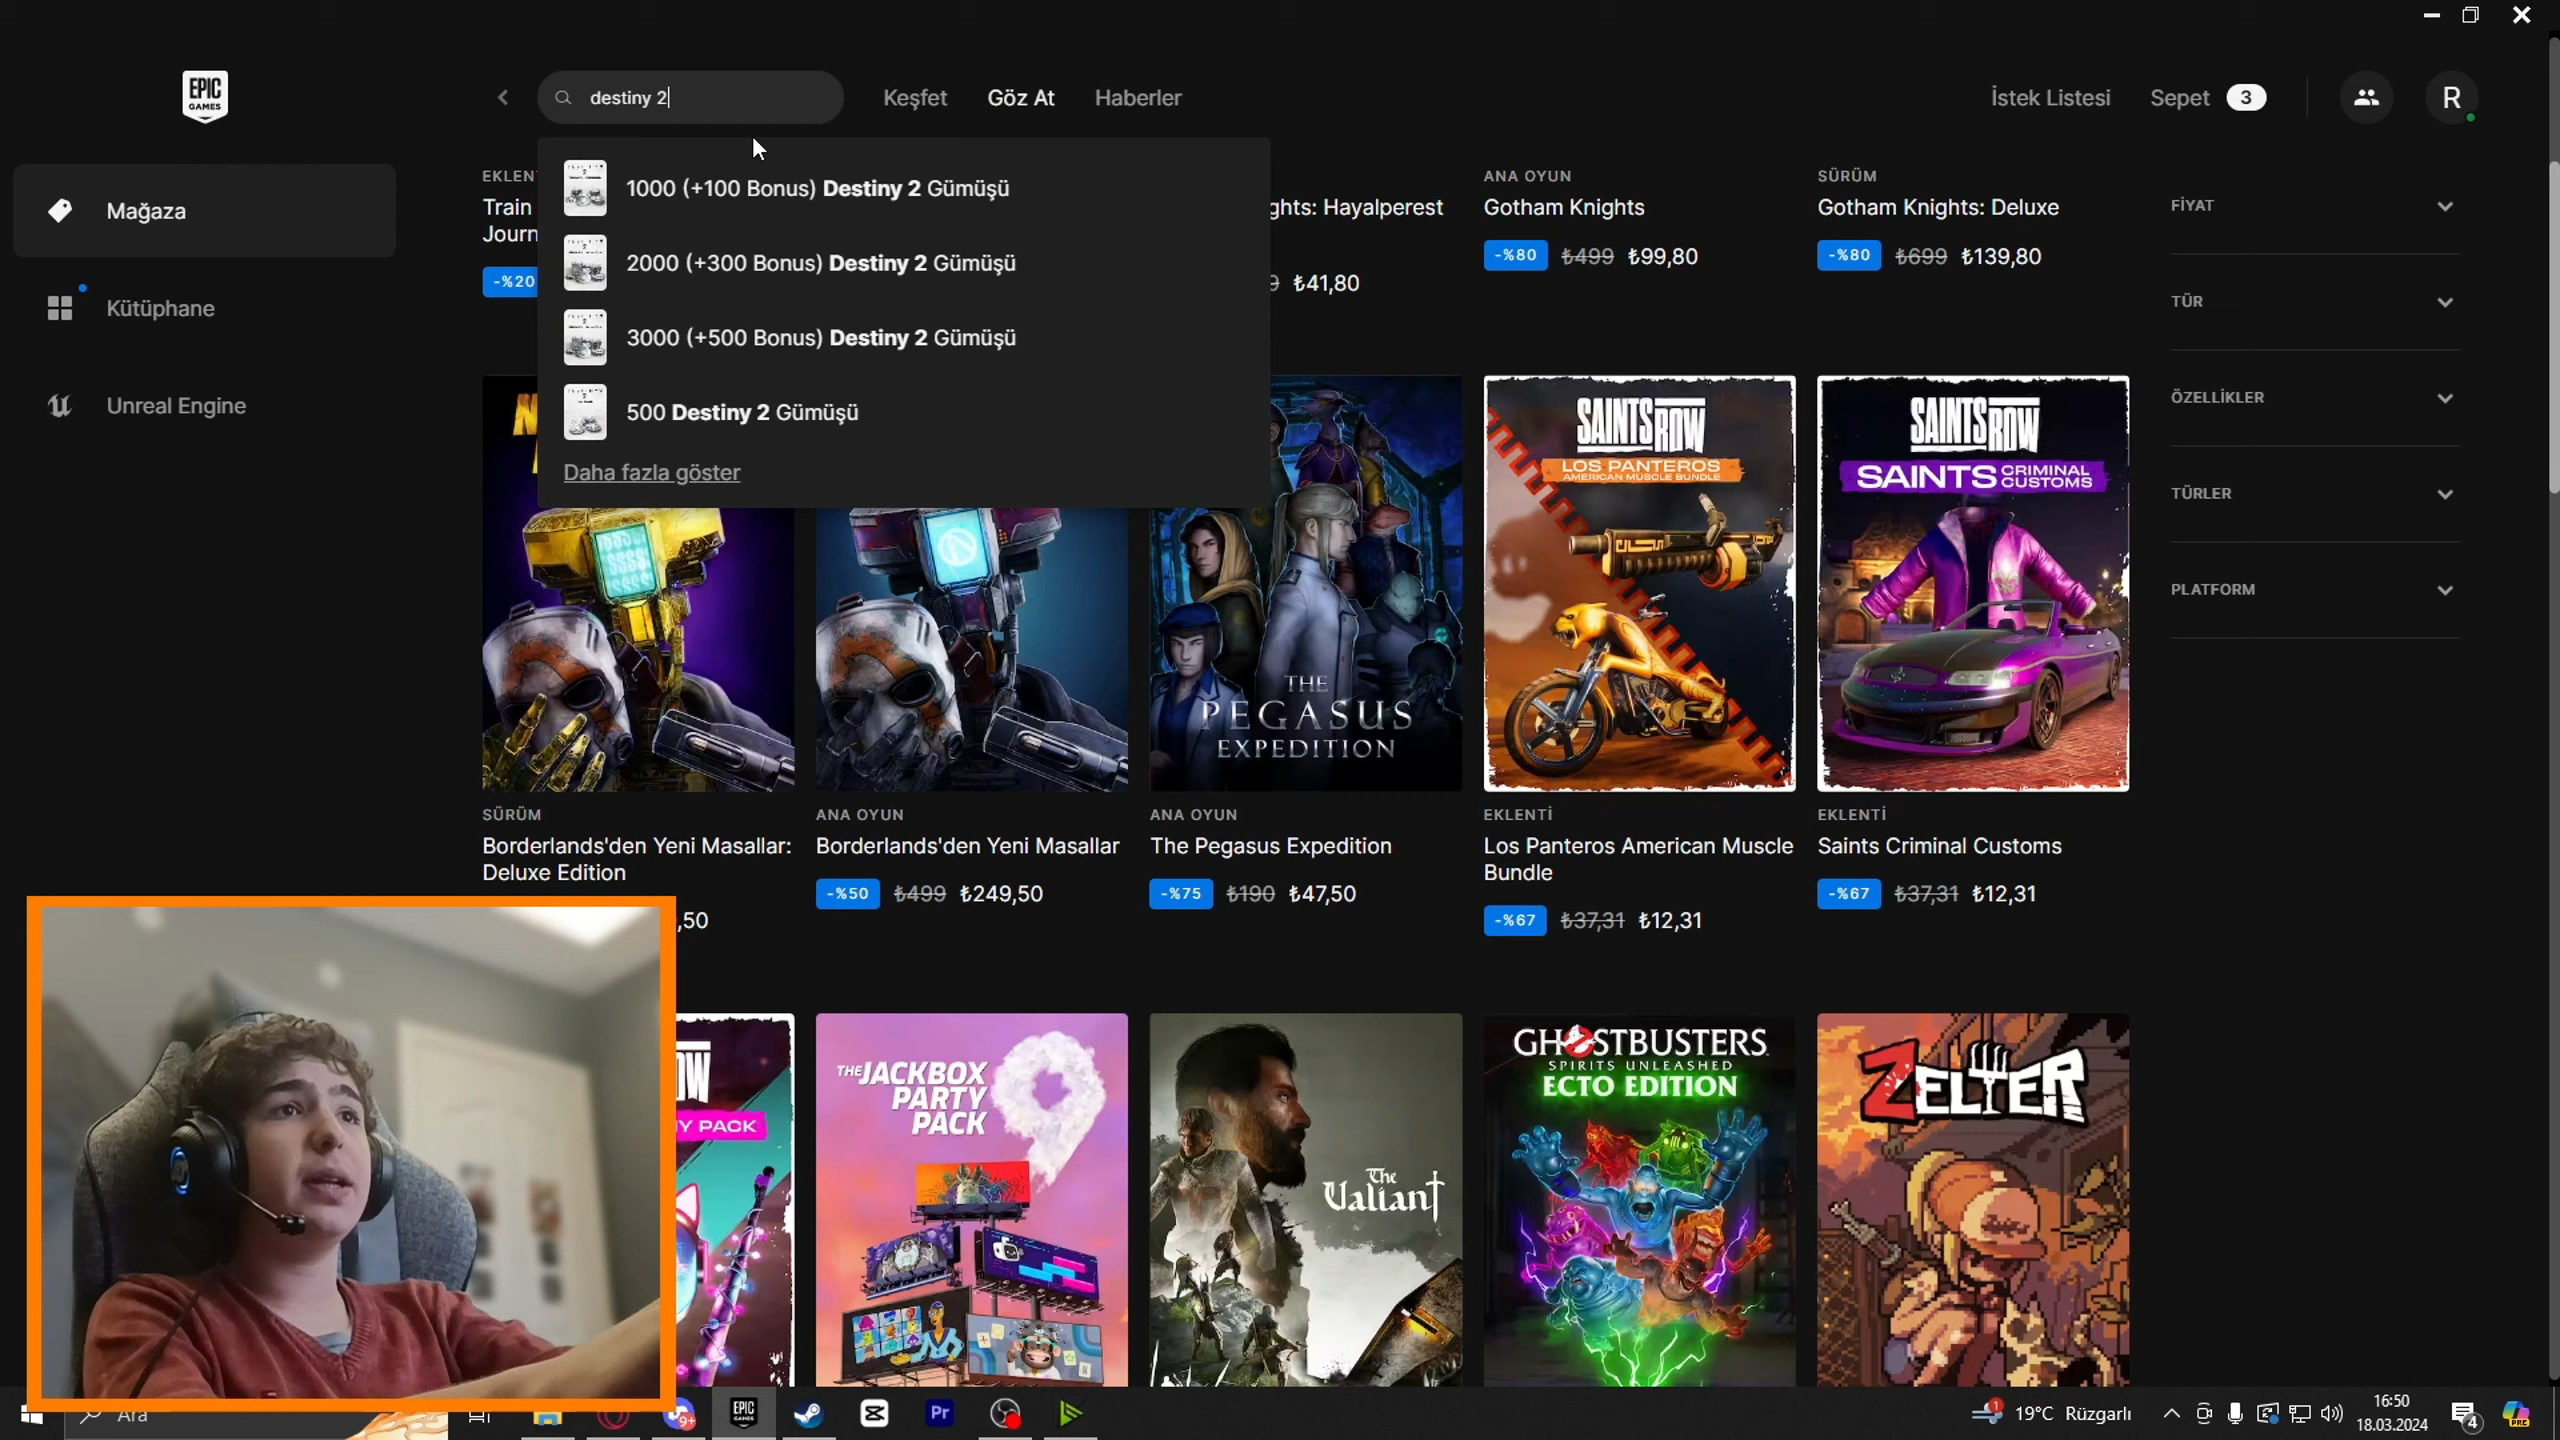 EPIC
GAMES
destiny 2
Keşfet
Göz At
Haberler
İstek Listesi
Sepet
3
R
Mağaza
Kütüphane
Unreal Engine
1000 (+100 Bonus) Destiny 2 Gümüşü
2000 (+300 Bonus) Destiny 2 Gümüşü
3000 (+500 Bonus) Destiny 2 Gümüşü
500 Destiny 2 Gümüşü
Daha fazla göster
Train
Journ
-%20
ghts: Hayalperest
₺41,80
ANA OYUN
Gotham Knights
-%80 ₺499 ₺99,80
SÜRÜM
Gotham Knights: Deluxe
-%80 ₺699 ₺139,80
FİYAT
TÜR
ÖZELLİKLER
TÜRLER
PLATFORM
THE
PEGASUS
EXPEDITION
SAINTS ROW
LOS PANTEROS
AMERICAN MUSCLE BUNDLE
SAINTS ROW
SAINTS CRIMINAL
CUSTOMS
SÜRÜM
Borderlands'den Yeni Masallar:
Deluxe Edition
,50
ANA OYUN
Borderlands'den Yeni Masallar
-%50 ₺499 ₺249,50
ANA OYUN
The Pegasus Expedition
-%75 ₺190 ₺47,50
EKLENTİ
Los Panteros American Muscle
Bundle
-%67 ₺37,31 ₺12,31
EKLENTİ
Saints Criminal Customs
-%67 ₺37,31 ₺12,31
PACK
THE JACKBOX
PARTY
PACK
9
The
Valiant
GHOSTBUSTERS
SPIRITS UNLEASHED
ECTO EDITION
ZELTER
Ara
9+
EPIC
GAMES
Pr
1
19°C Rüzgarlı
16:50
18.03.2024
4
PRE